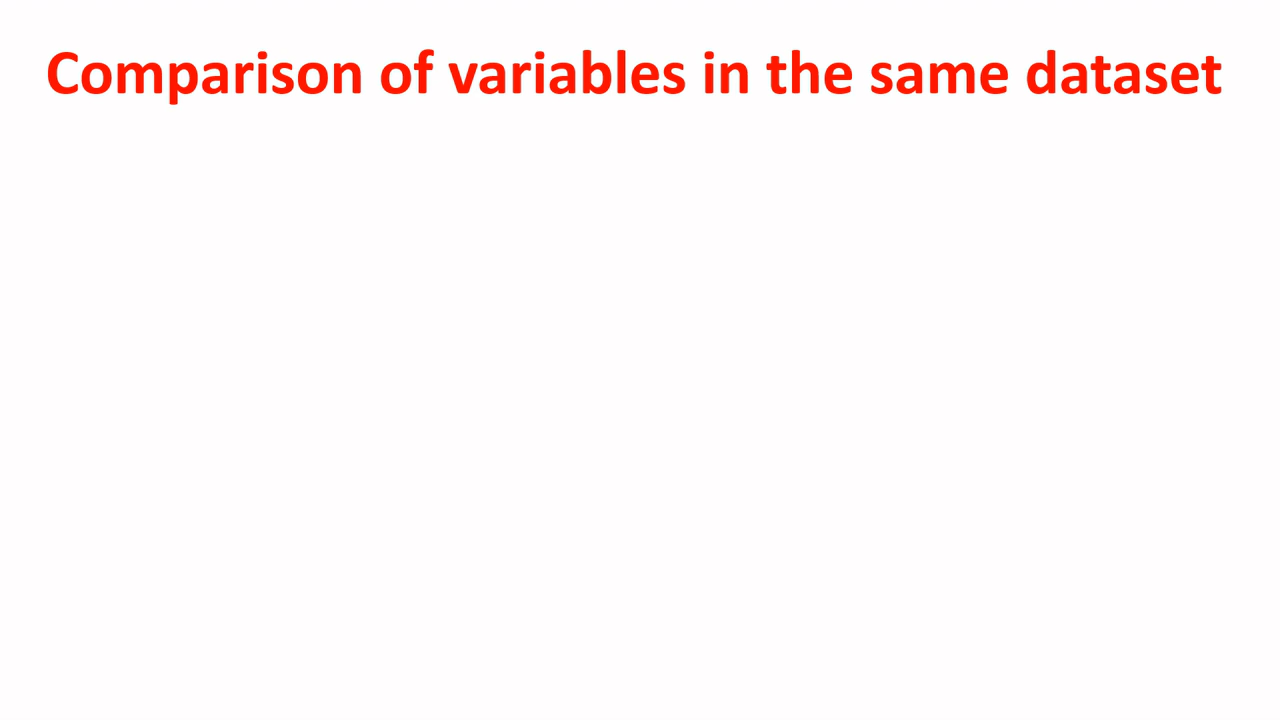 Comparison of variables in the same dataset